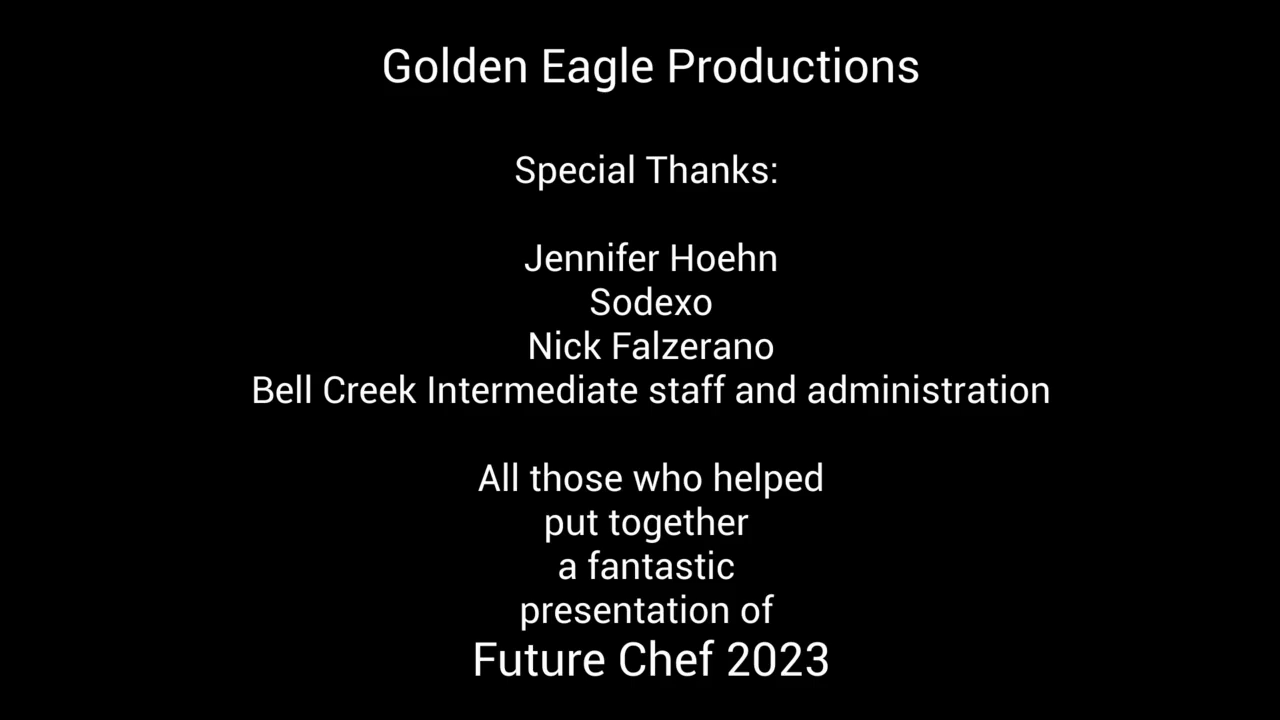 Golden Eagle Productions
Special Thanks:
Jennifer Hoehn
Sodexo
Nick Falzerano
Bell Creek Intermediate staff and administration
All those who helped
put together
a fantastic
presentation of
Future Chef 2023